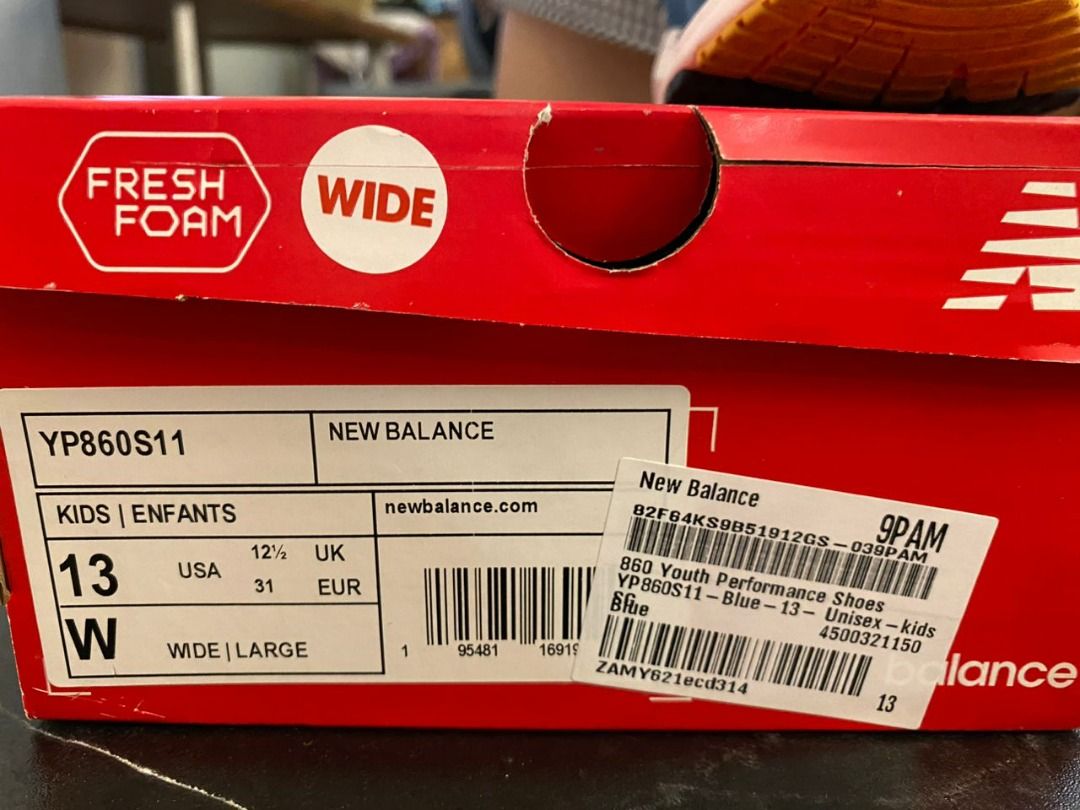 FRESH
FOAM
WIDE
YP860S11
NEW BALANCE
KIDS | ENFANTS
newbalance.com
13
USA
12½ UK
31 EUR
W
WIDE | LARGE
1 95481 16919
New Balance
9PAM
82F64KS9B51912GS-039PAM
860 Youth Performance Shoes
YP860S11-Blue-13- Unisex-kids
SG
Blue
4500321150
ZAMY621ecd314
13
balance